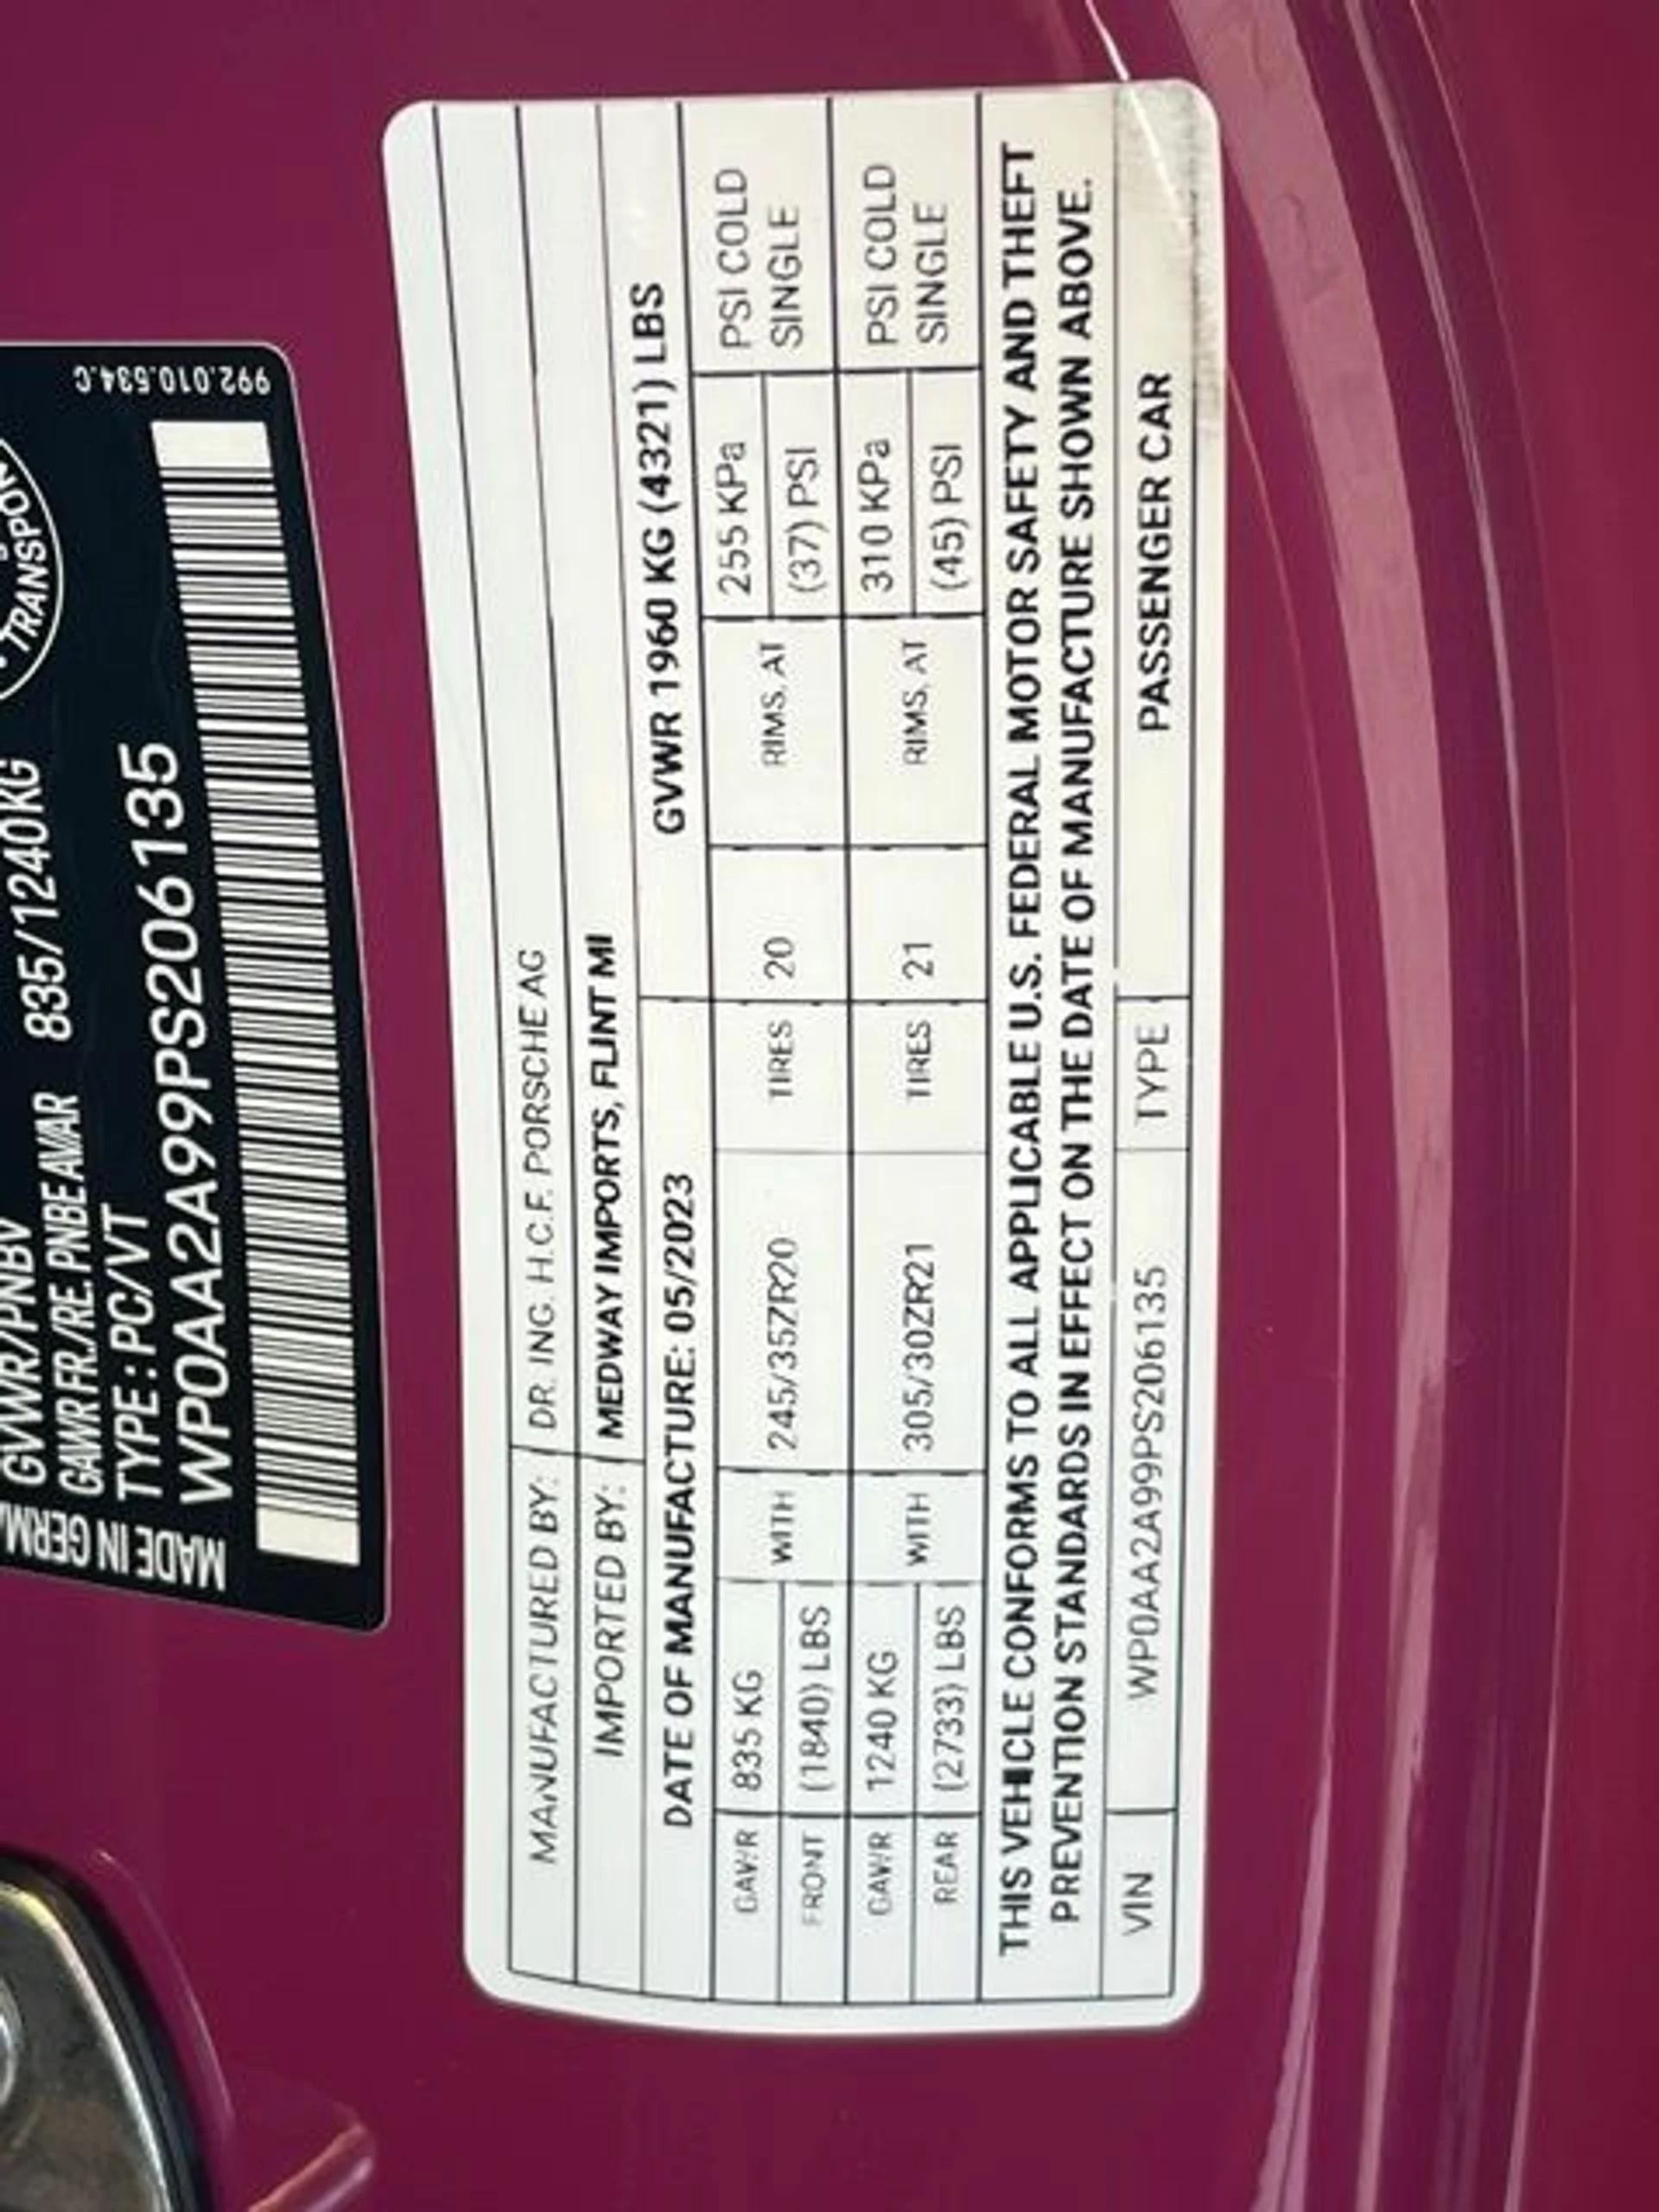 TRANSPOR
992.010.534.C
GVWR/PNBV
GAWR FR./RE. PNBE AV/AR 835/1240KG
TYPE : PC/VT
WP0AA2A99PS206135
MADE IN GERM
MANUFACTURED BY: DR. ING. H.C.F. PORSCHE AG
IMPORTED BY: MEDWAY IMPORTS, FLINT MI
DATE OF MANUFACTURE: 05/2023 GVWR 1960 KG (4321) LBS
GAWR 835 KG WITH 245/35ZR20 TIRES 20 RIMS, AT 255 KPa PSI COLD
FRONT (1840) LBS (37) PSI SINGLE
GAWR 1240 KG WITH 305/30ZR21 TIRES 21 RIMS, AT 310 KPa PSI COLD
REAR (2733) LBS (45) PSI SINGLE
THIS VEHICLE CONFORMS TO ALL APPLICABLE U.S. FEDERAL MOTOR SAFETY AND THEFT
PREVENTION STANDARDS IN EFFECT ON THE DATE OF MANUFACTURE SHOWN ABOVE.
VIN WP0AA2A99PS206135 TYPE PASSENGER CAR